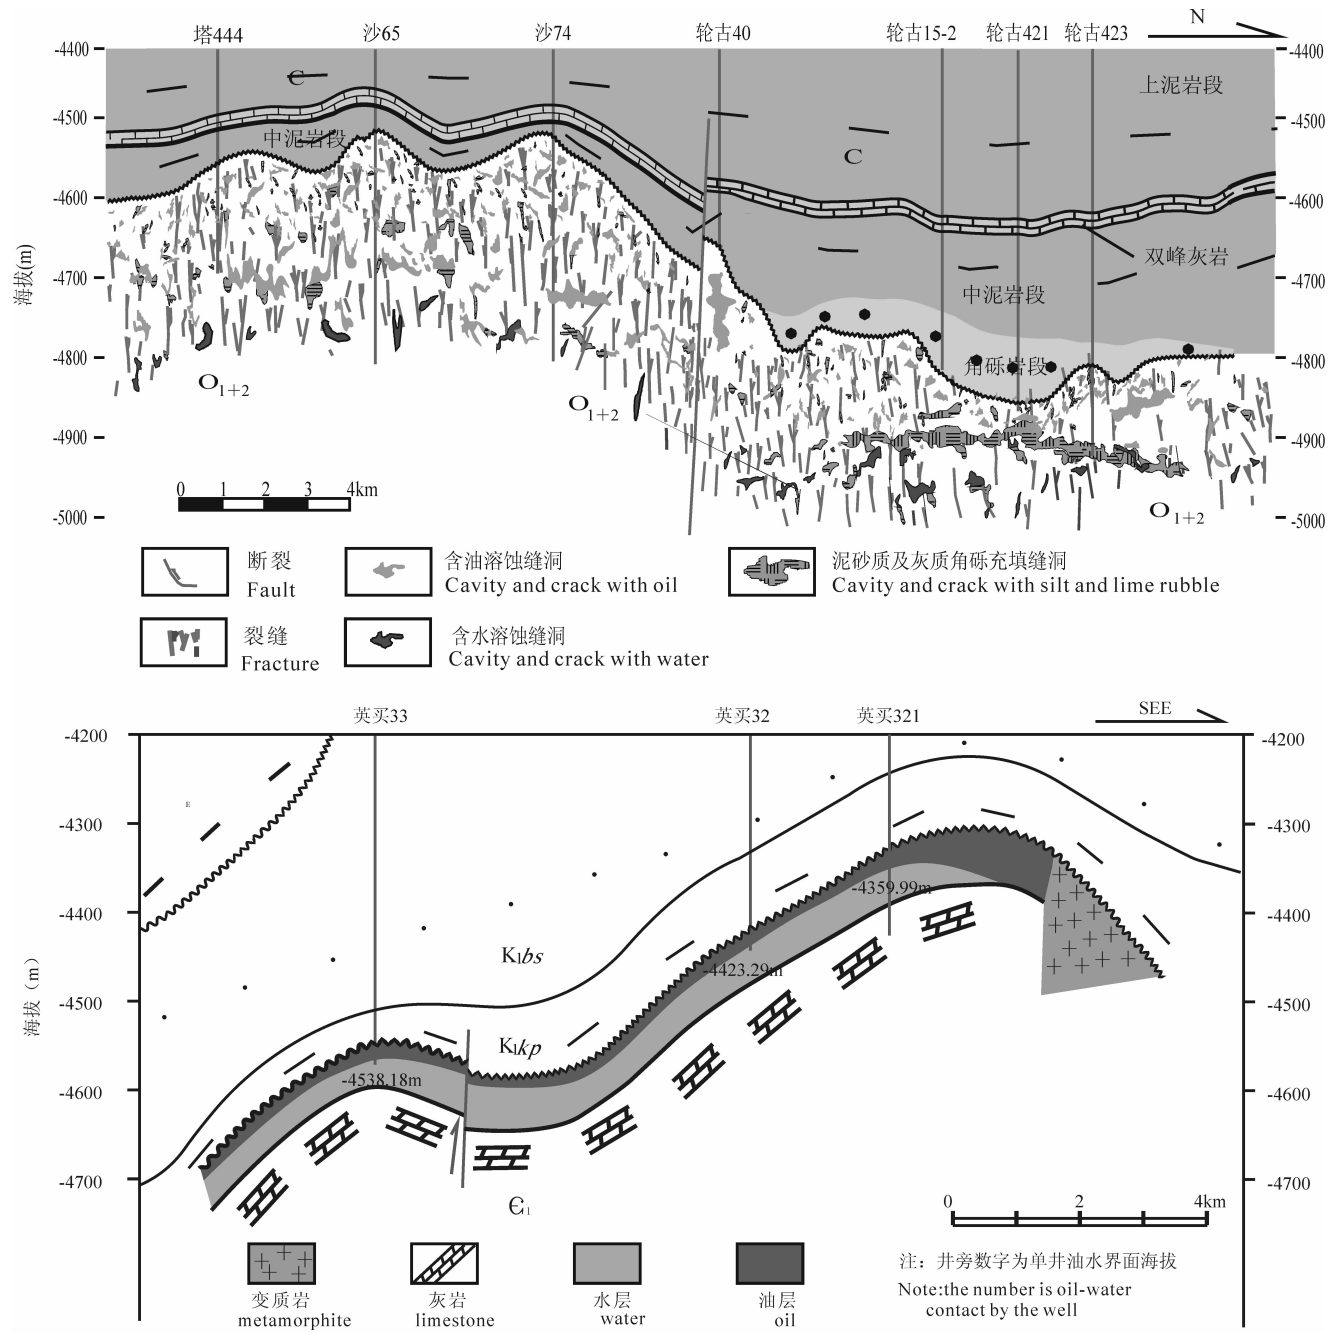 塔444 沙65 沙74 轮古40 轮古15-2 轮古421 轮古423 N
-4400 -4400
-4500 -4500
-4600 -4600
-4700 -4700
-4800 -4800
-4900 -4900
-5000 -5000
海拔(m)
C
上泥岩段
中泥岩段
C
双峰灰岩
中泥岩段
角砾岩段
O1+2
O1+2
O1+2
0 1 2 3 4km
断裂
Fault
含油溶蚀缝洞
Cavity and crack with oil
泥砂质及灰质角砾充填缝洞
Cavity and crack with silt and lime rubble
裂缝
Fracture
含水溶蚀缝洞
Cavity and crack with water
英买33 英买32 英买321 SEE
-4200 -4200
-4300 -4300
-4400 -4400
-4500 -4500
-4600 -4600
-4700 -4700
海拔（m）
E
-4359.99m
K1bs
-4423.29m
K1kp
-4538.18m
Є1
0 2 4km
变质岩
metamorphite
灰岩
limestone
水层
water
油层
oil
注：井旁数字为单井油水界面海拔
Note:the number is oil-water
contact by the well